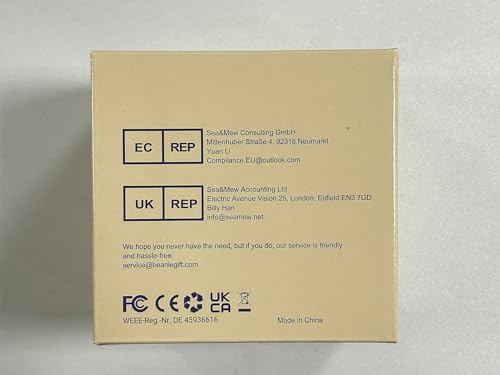 EC REP
Sea&Mew Consulting GmbH
Mittenhuber Straße 4, 92318.Neumarkt
Yuan Li
Compliance.EU@outlook.com
UK REP
Sea&Mew Accounting Ltd
Electric Avenue Vision 25, London, Enfield EN3 7GD
Billy Han
info@seamew.net
We hope you never have the need, but if you do, our service is friendly
and hassle-free.
service@beanlegift.com
FC CE UK
CA
WEEE-Reg.-Nr. DE 45936616 Made in China